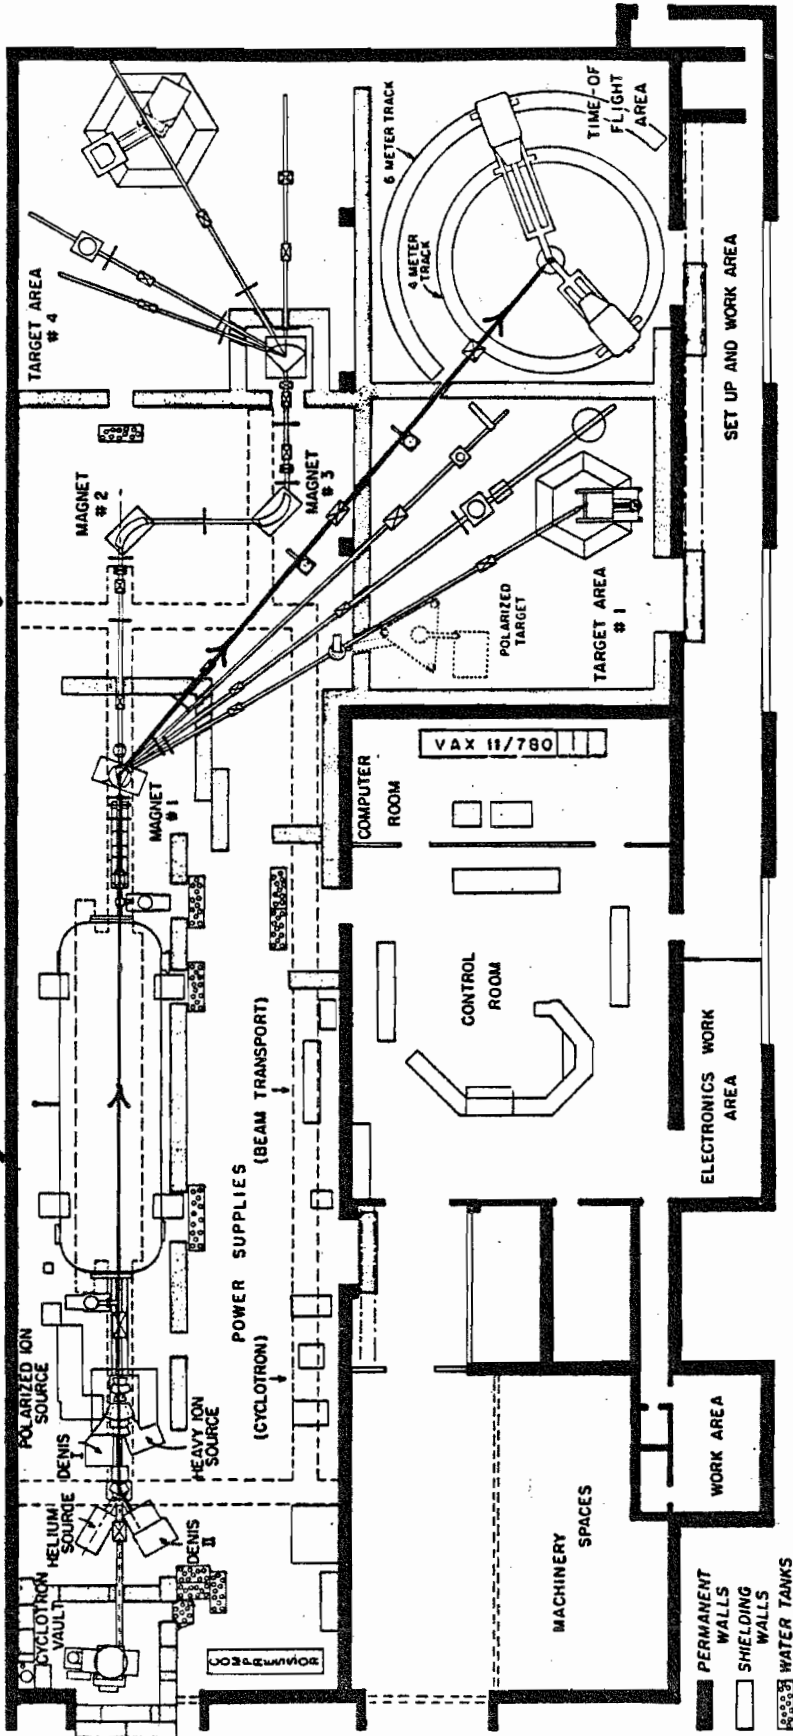 CYCLOTRON
VAULT
HELIUM
SOURCE
DENIS
II
DENIS
I
POLARIZED ION
SOURCE
HEAVY ION
SOURCE
POWER SUPPLIES
(CYCLOTRON)
(BEAM TRANSPORT)
MAGNET
#1
MAGNET
#2
MAGNET
#3
TARGET AREA
#4
6 METER TRACK
4 METER
TRACK
TIME-OF
FLIGHT
AREA
POLARIZED
TARGET
TARGET AREA
#1
COMPUTER
ROOM
VAX 11/780
CONTROL
ROOM
SET UP AND WORK AREA
ELECTRONICS WORK
AREA
WORK AREA
MACHINERY
SPACES
PERMANENT
WALLS
SHIELDING
WALLS
WATER TANKS